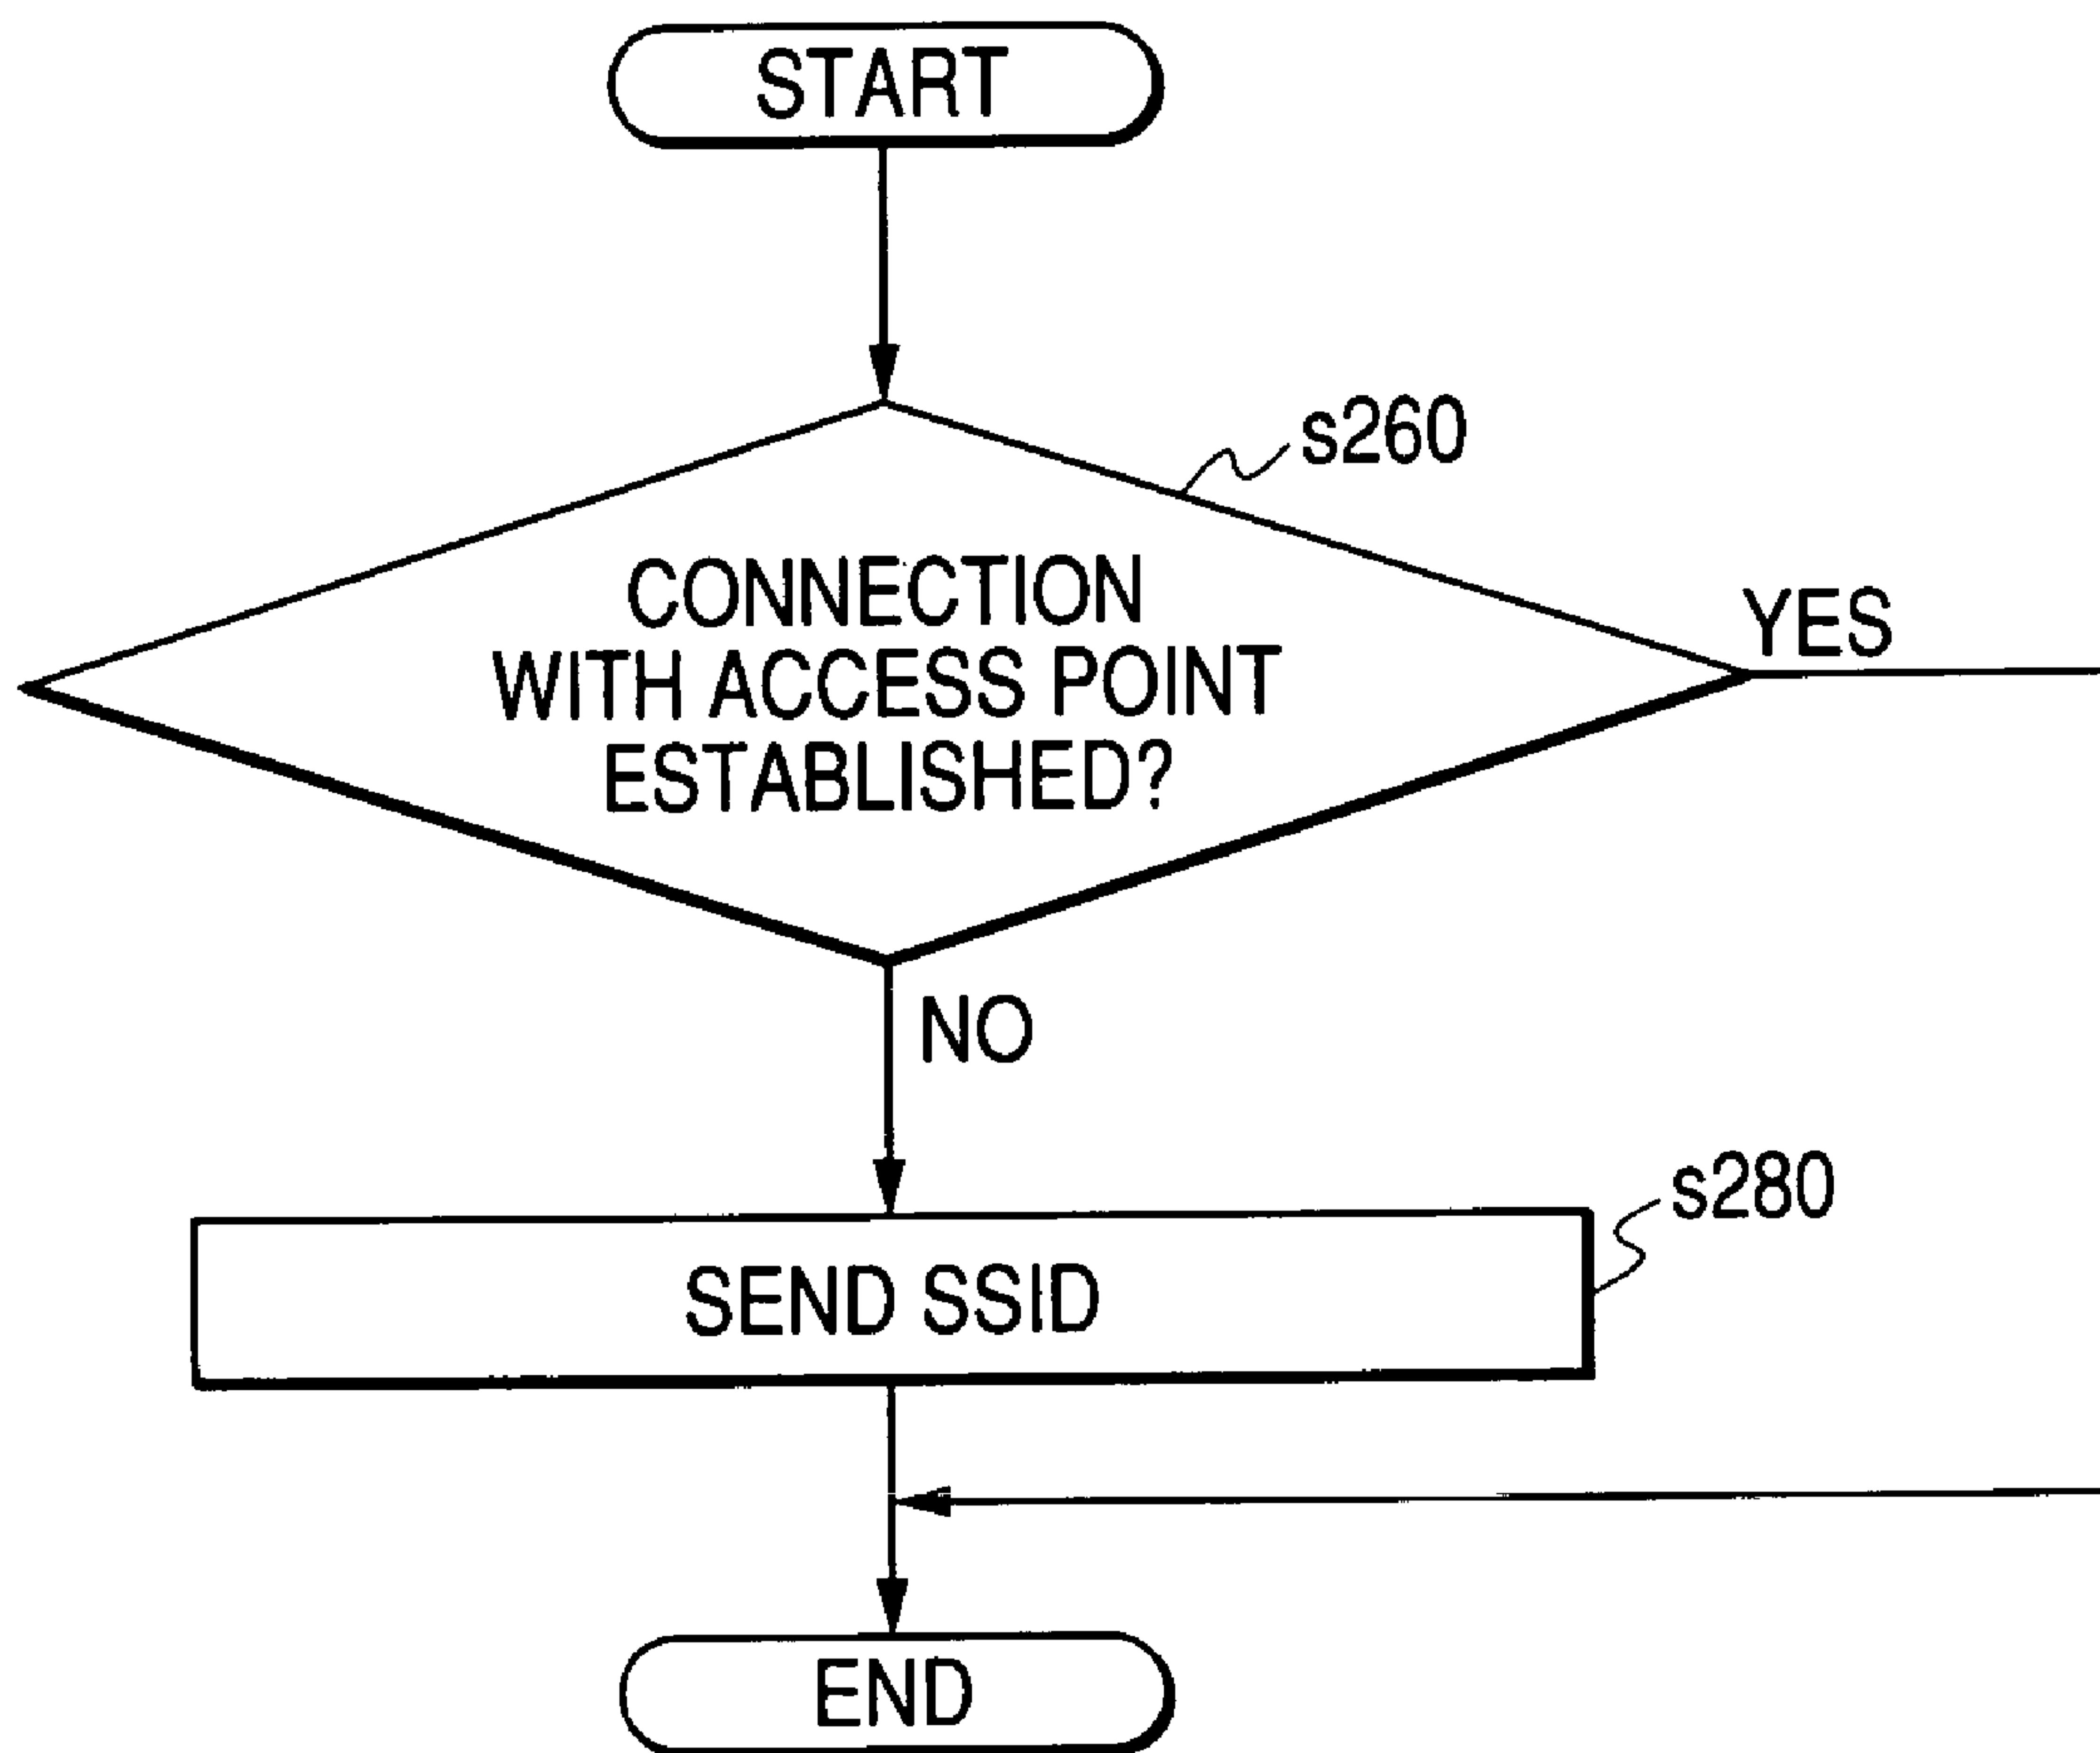 START
s260
CONNECTION
WITH ACCESS POINT
ESTABLISHED?
YES
NO
s280
SEND SSID
END